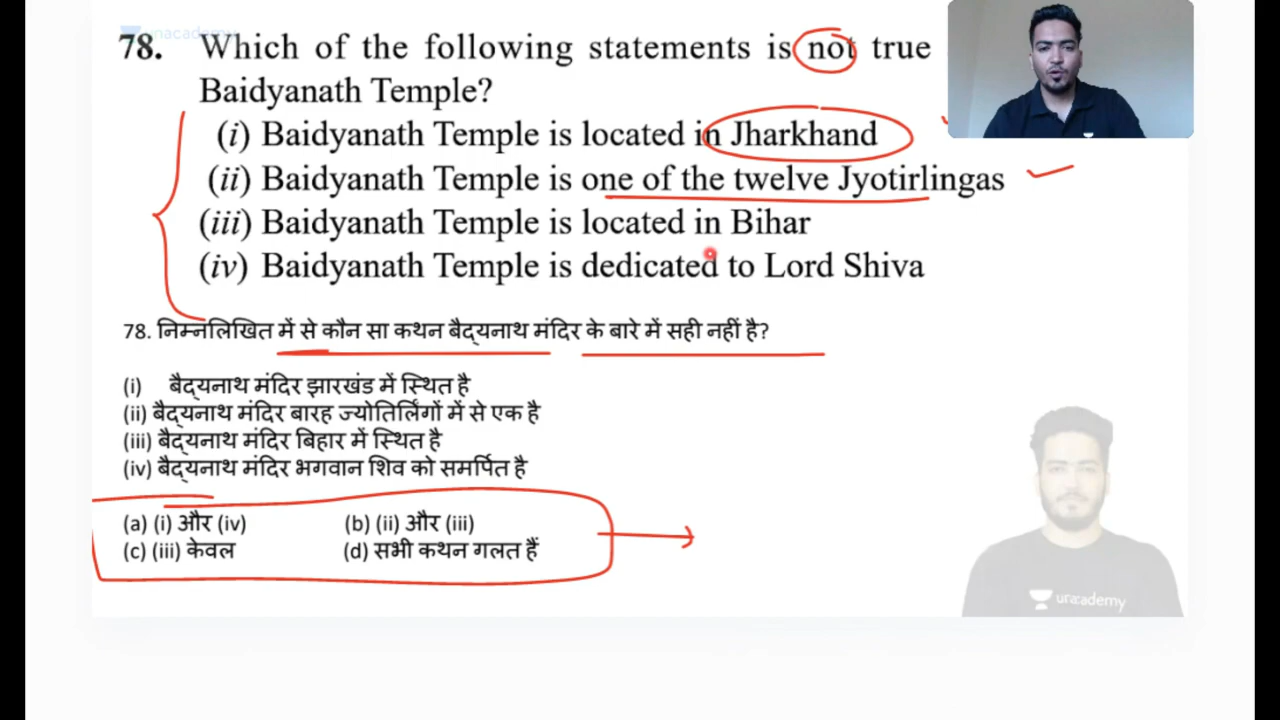 unacademy
78. Which of the following statements is not true
Baidyanath Temple?
(i) Baidyanath Temple is located in Jharkhand
(ii) Baidyanath Temple is one of the twelve Jyotirlingas
(iii) Baidyanath Temple is located in Bihar
(iv) Baidyanath Temple is dedicated to Lord Shiva
78. निम्नलिखित में से कौन सा कथन बैद्यनाथ मंदिर के बारे में सही नहीं है?
(i) बैद्यनाथ मंदिर झारखंड में स्थित है
(ii) बैद्यनाथ मंदिर बारह ज्योतिर्लिंगों में से एक है
(iii) बैद्यनाथ मंदिर बिहार में स्थित है
(iv) बैद्यनाथ मंदिर भगवान शिव को समर्पित है
(a) (i) और (iv) (b) (ii) और (iii)
(c) (iii) केवल (d) सभी कथन गलत हैं
unacademy